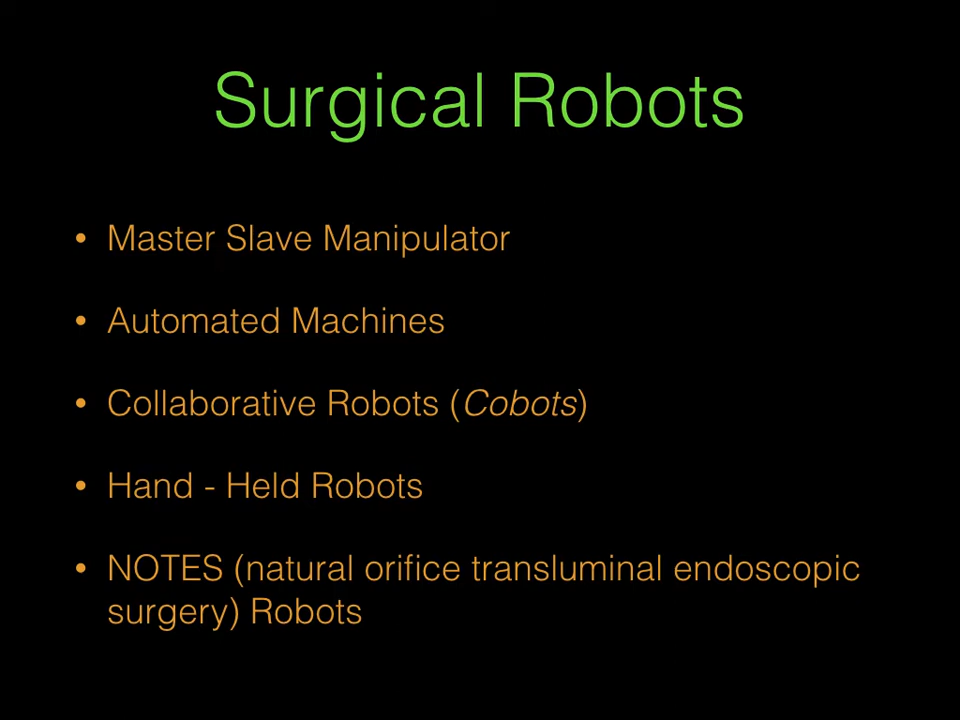 Surgical Robots
• Master Slave Manipulator
• Automated Machines
• Collaborative Robots (Cobots)
• Hand - Held Robots
• NOTES (natural orifice transluminal endoscopic
surgery) Robots